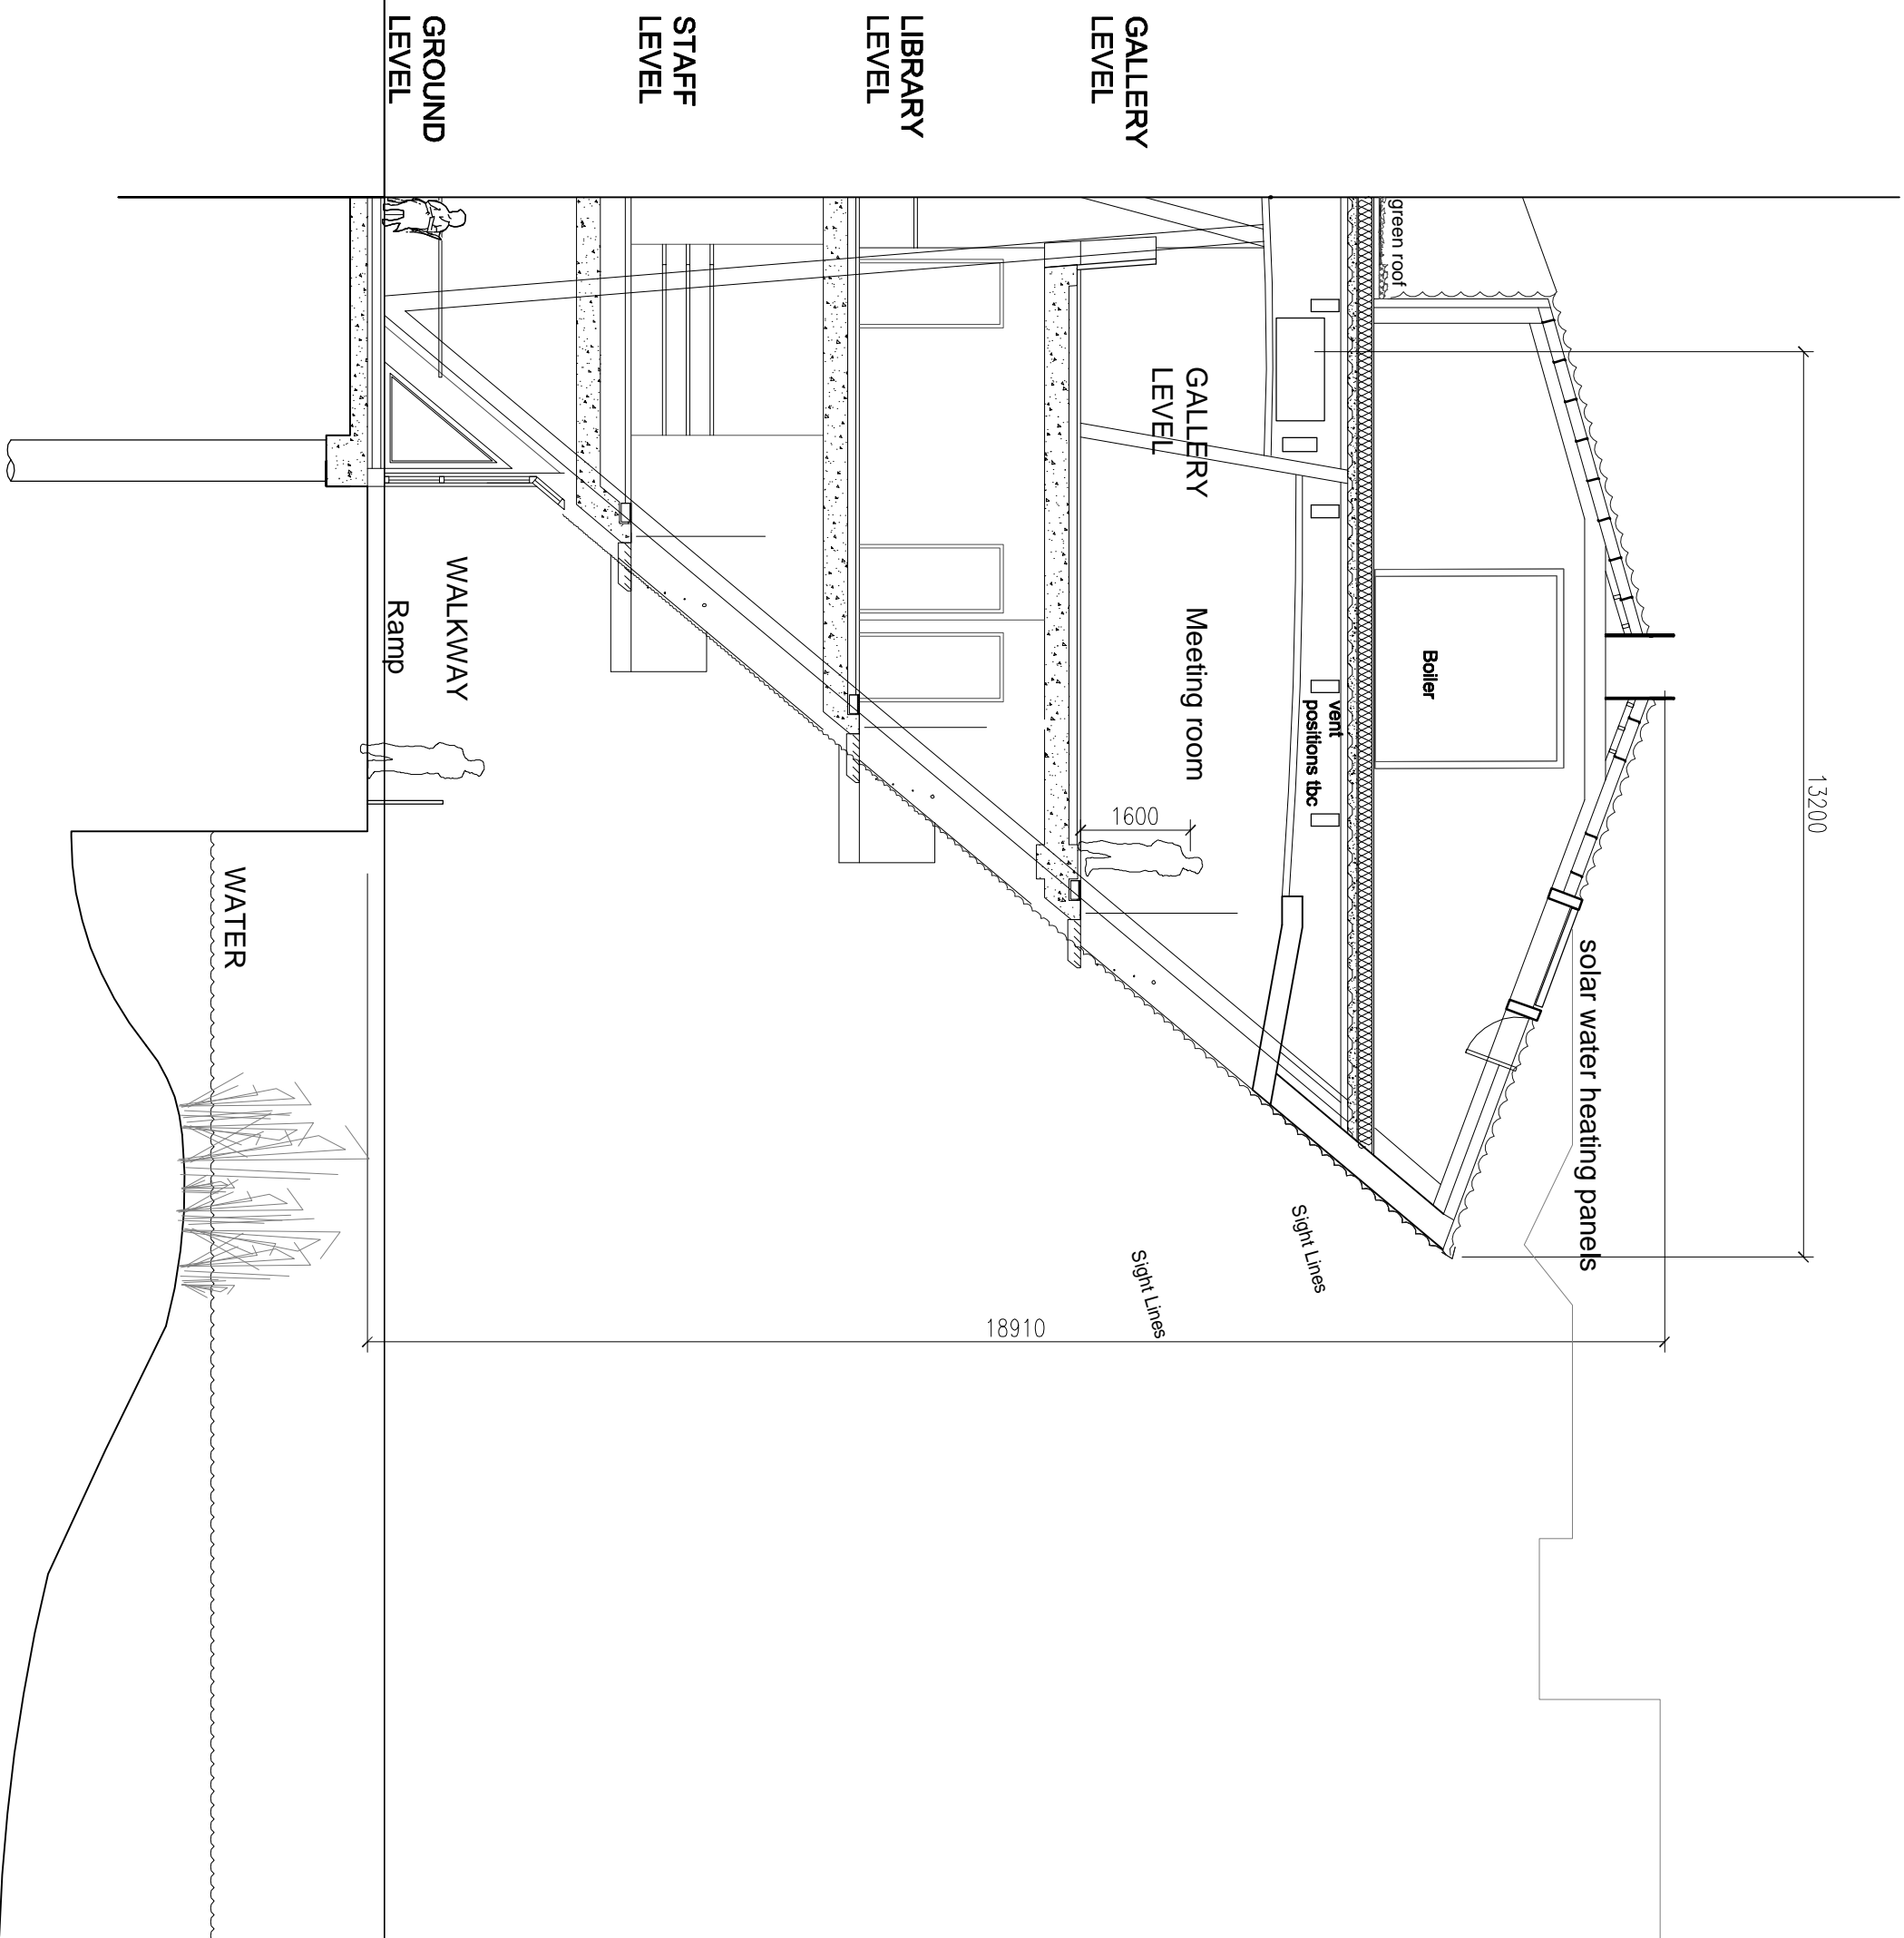 13200
solar water heating panels
green roof
Boiler
vent
positions tbc
Sight Lines
GALLERY
LEVEL
GALLERY
LEVEL
Meeting room
1600
Sight Lines
18910
LIBRARY
LEVEL
STAFF
LEVEL
WALKWAY
GROUND
LEVEL
Ramp
WATER